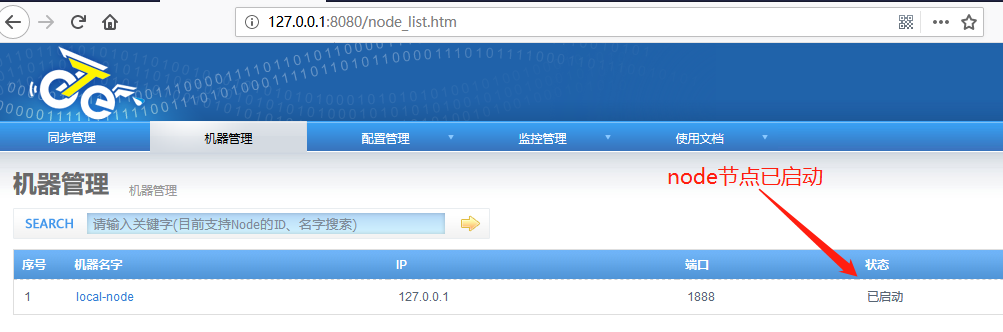 127.0.0.1:8080/node_list.htm
同步管理 机器管理 配置管理 监控管理 使用文档
机器管理 机器管理
node节点已启动
SEARCH 请输入关键字(目前支持Node的ID、名字搜索)
序号 机器名字 IP 端口 状态
1 local-node 127.0.0.1 1888 已启动